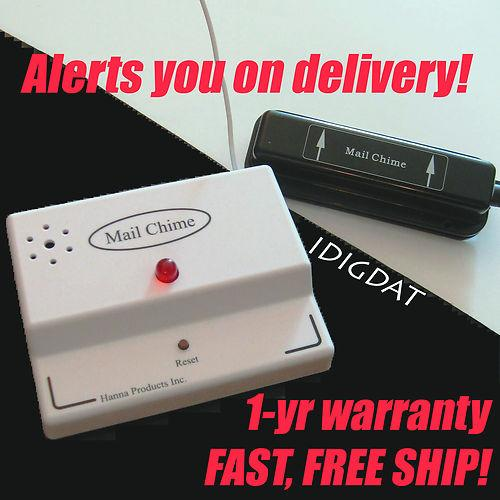 Alerts you on delivery!
Mail Chime
Mail Chime
IDIGDAT
Reset
Hanna Products Inc.
1-yr warranty
FAST, FREE SHIP!